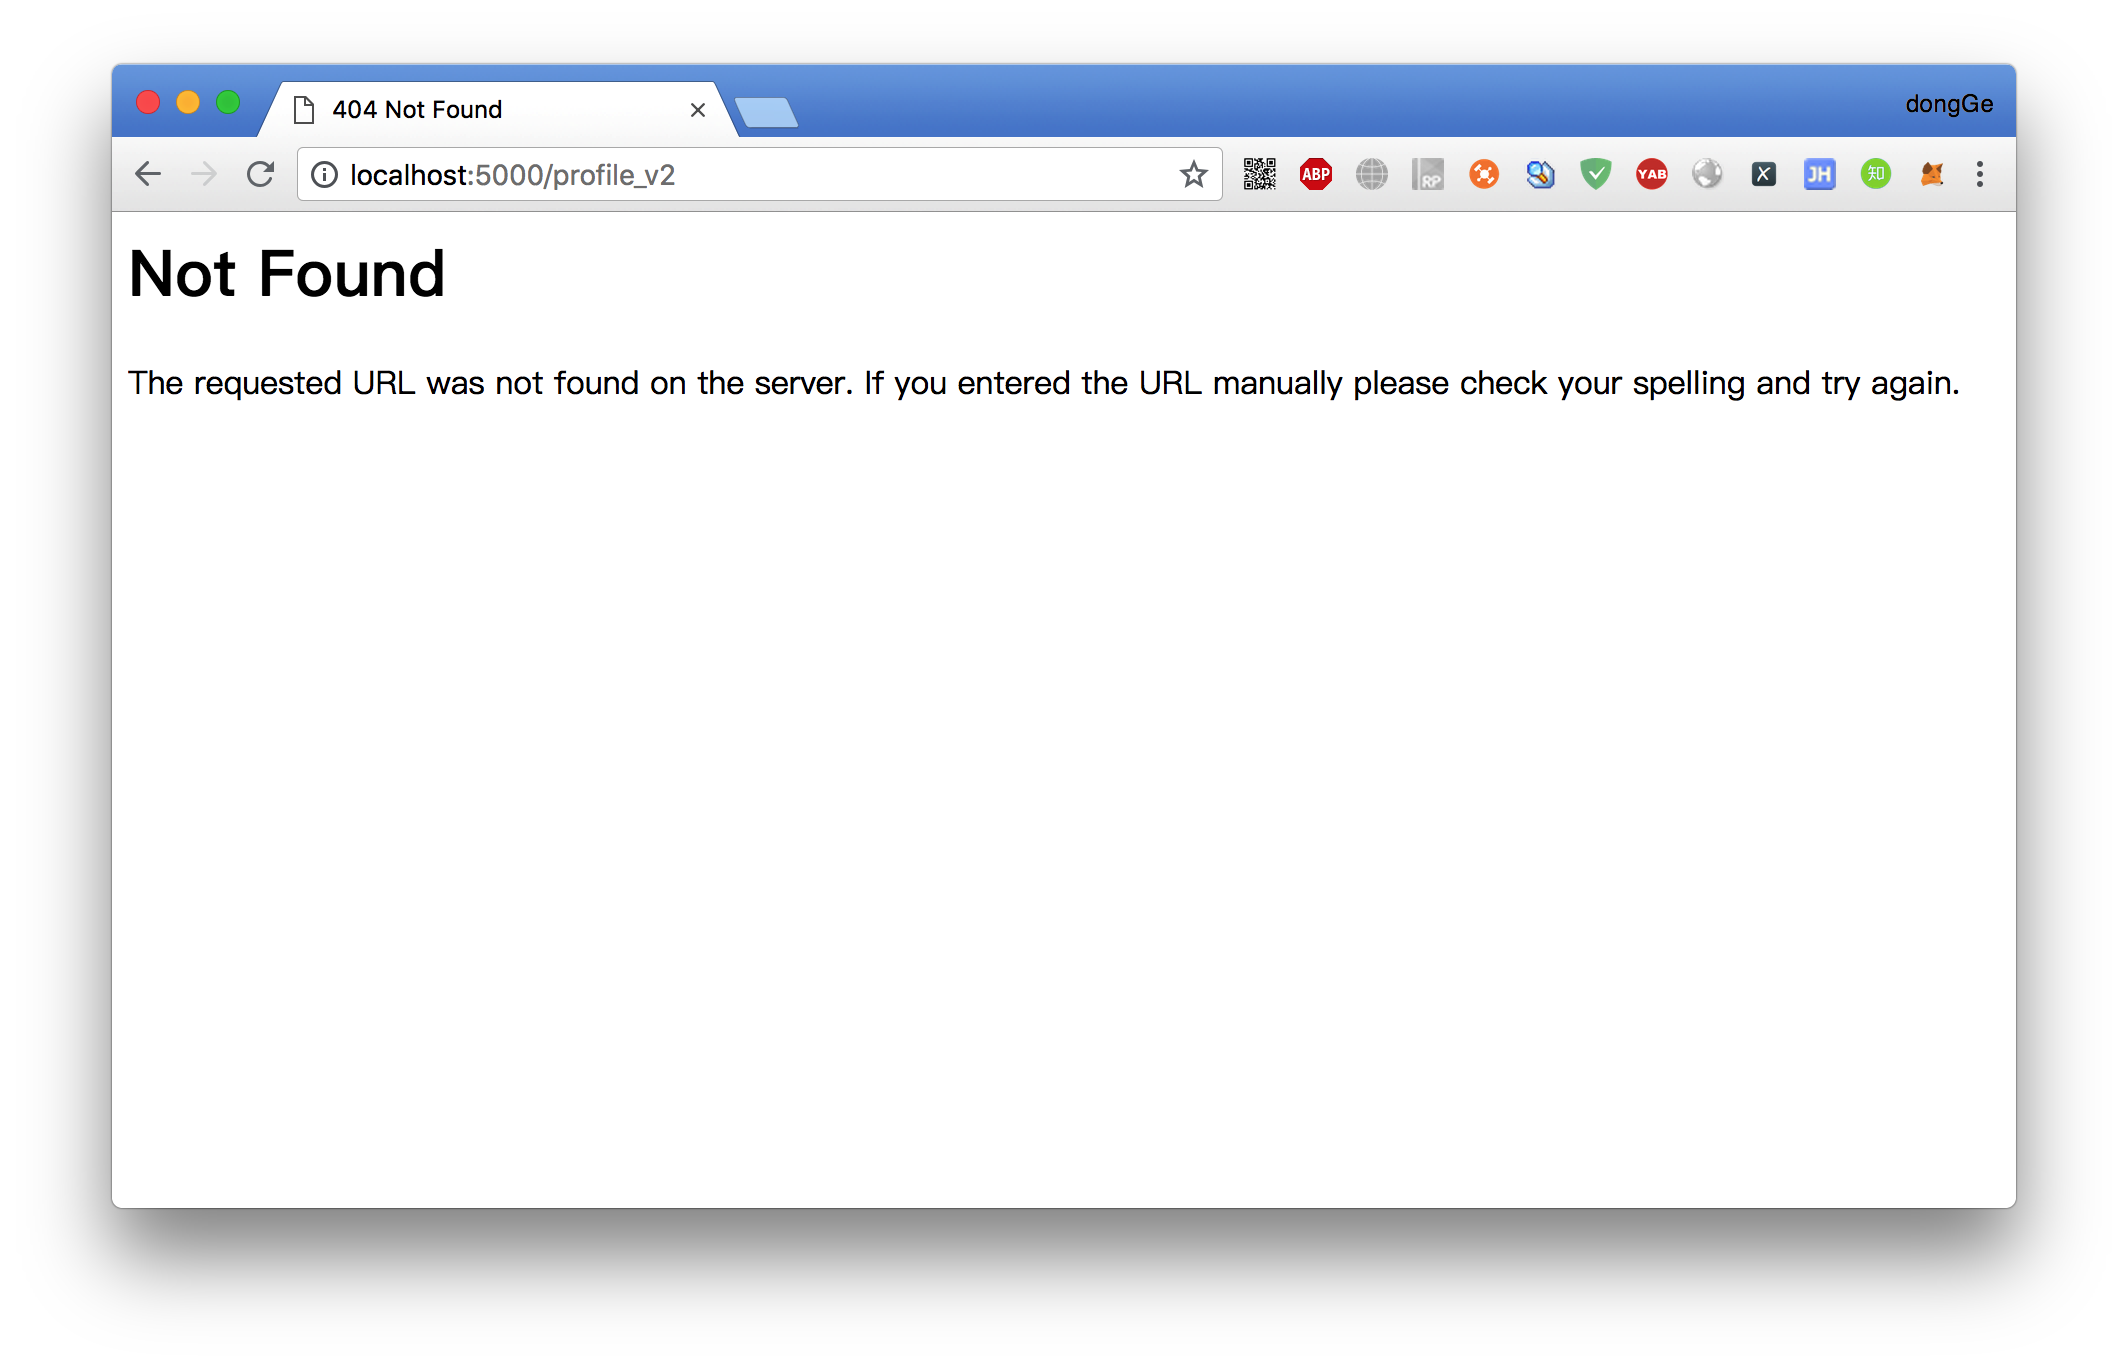 404 Not Found
dongGe
localhost:5000/profile_v2
ABP
RP
YAB
X
JH
知
Not Found
The requested URL was not found on the server. If you entered the URL manually please check your spelling and try again.